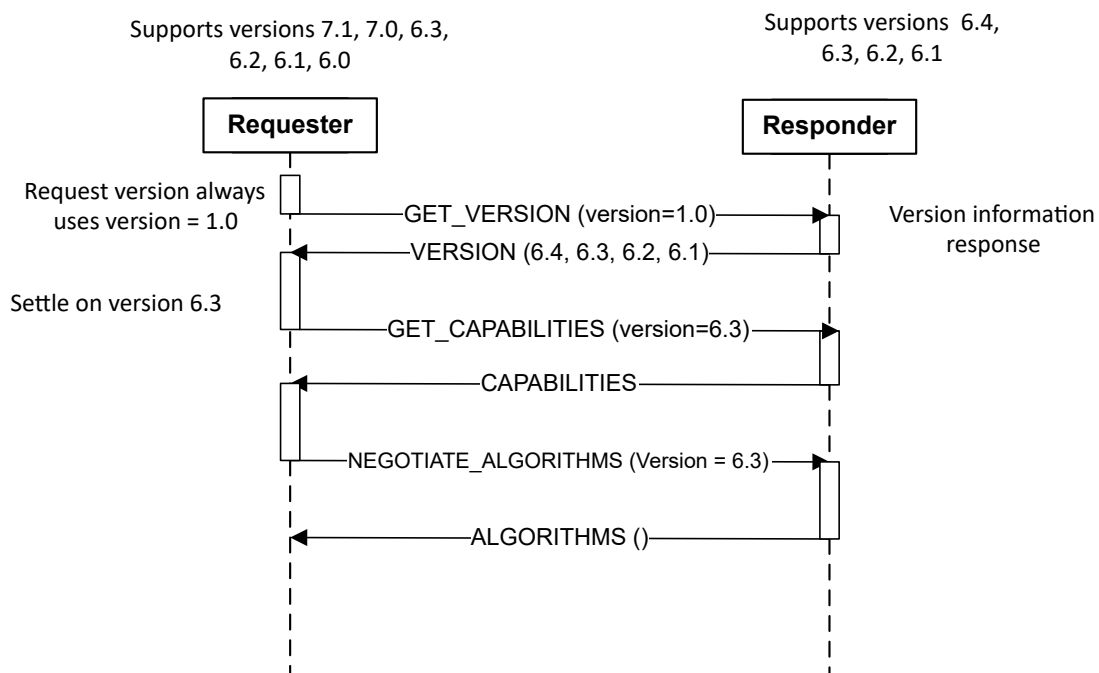 Supports versions 7.1, 7.0, 6.3,
6.2, 6.1, 6.0
Supports versions 6.4,
6.3, 6.2, 6.1
Requester
Responder
Request version always
uses version = 1.0
GET_VERSION (version=1.0)
Version information
response
VERSION (6.4, 6.3, 6.2, 6.1)
Settle on version 6.3
GET_CAPABILITIES (version=6.3)
CAPABILITIES
NEGOTIATE_ALGORITHMS (Version = 6.3)
ALGORITHMS ()